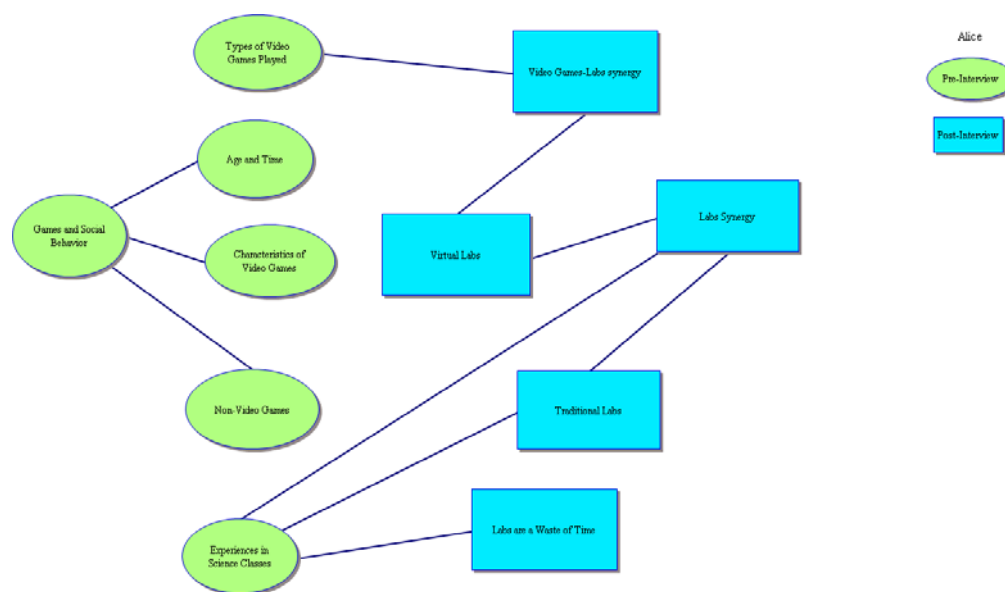 Types of Video
Games Played
Video Games-Labs synergy
Alice
Pre-Interview
Post-Interview
Age and Time
Games and Social
Behavior
Characteristics of
Video Games
Virtual Labs
Labs Synergy
Non-Video Games
Traditional Labs
Experiences in
Science Classes
Labs are a Waste of Time